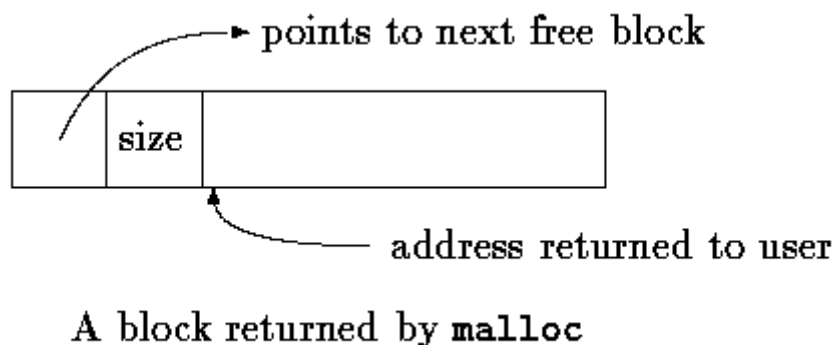 points to next free block
size
address returned to user
A block returned by malloc